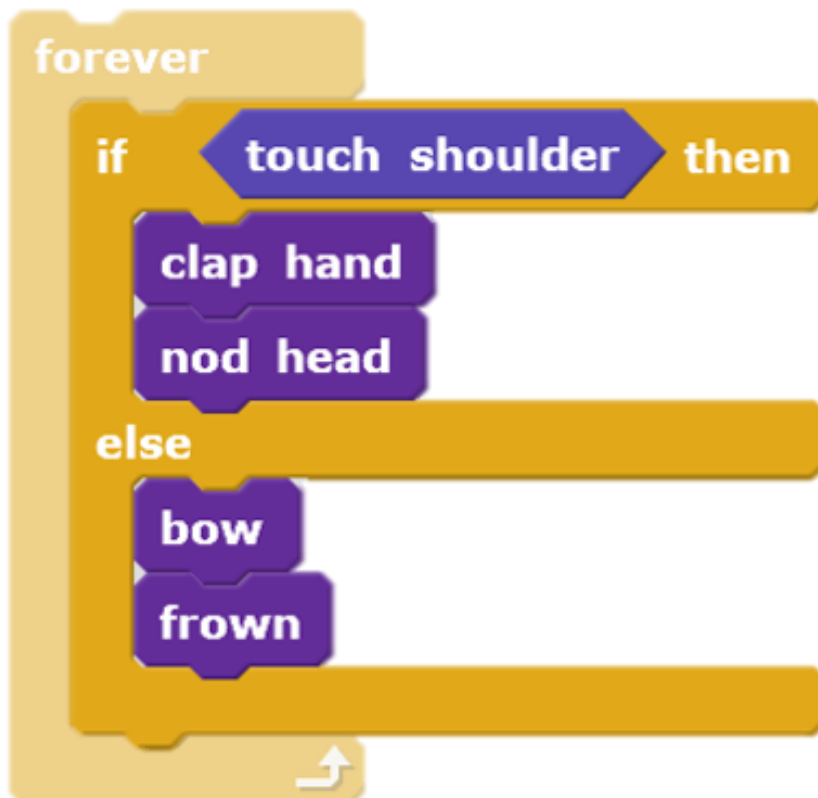 forever
if touch shoulder then
clap hand
nod head
else
bow
frown